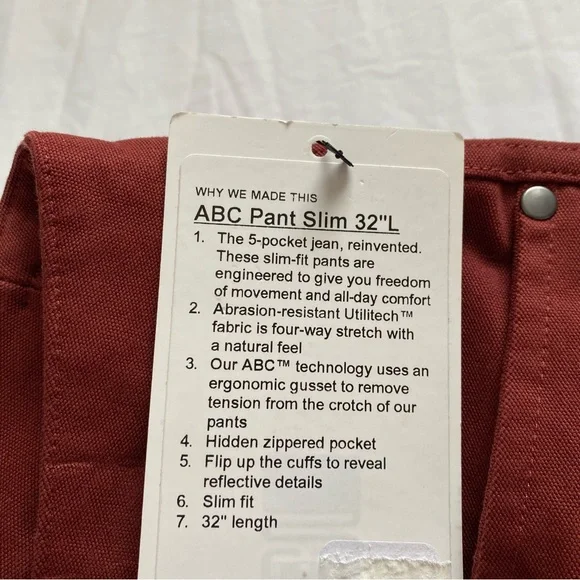 WHY WE MADE THIS
ABC Pant Slim 32"L
1. The 5-pocket jean, reinvented.
These slim-fit pants are
engineered to give you freedom
of movement and all-day comfort
2. Abrasion-resistant Utilitech™
fabric is four-way stretch with
a natural feel
3. Our ABC™ technology uses an
ergonomic gusset to remove
tension from the crotch of our
pants
4. Hidden zippered pocket
5. Flip up the cuffs to reveal
reflective details
6. Slim fit
7. 32" length